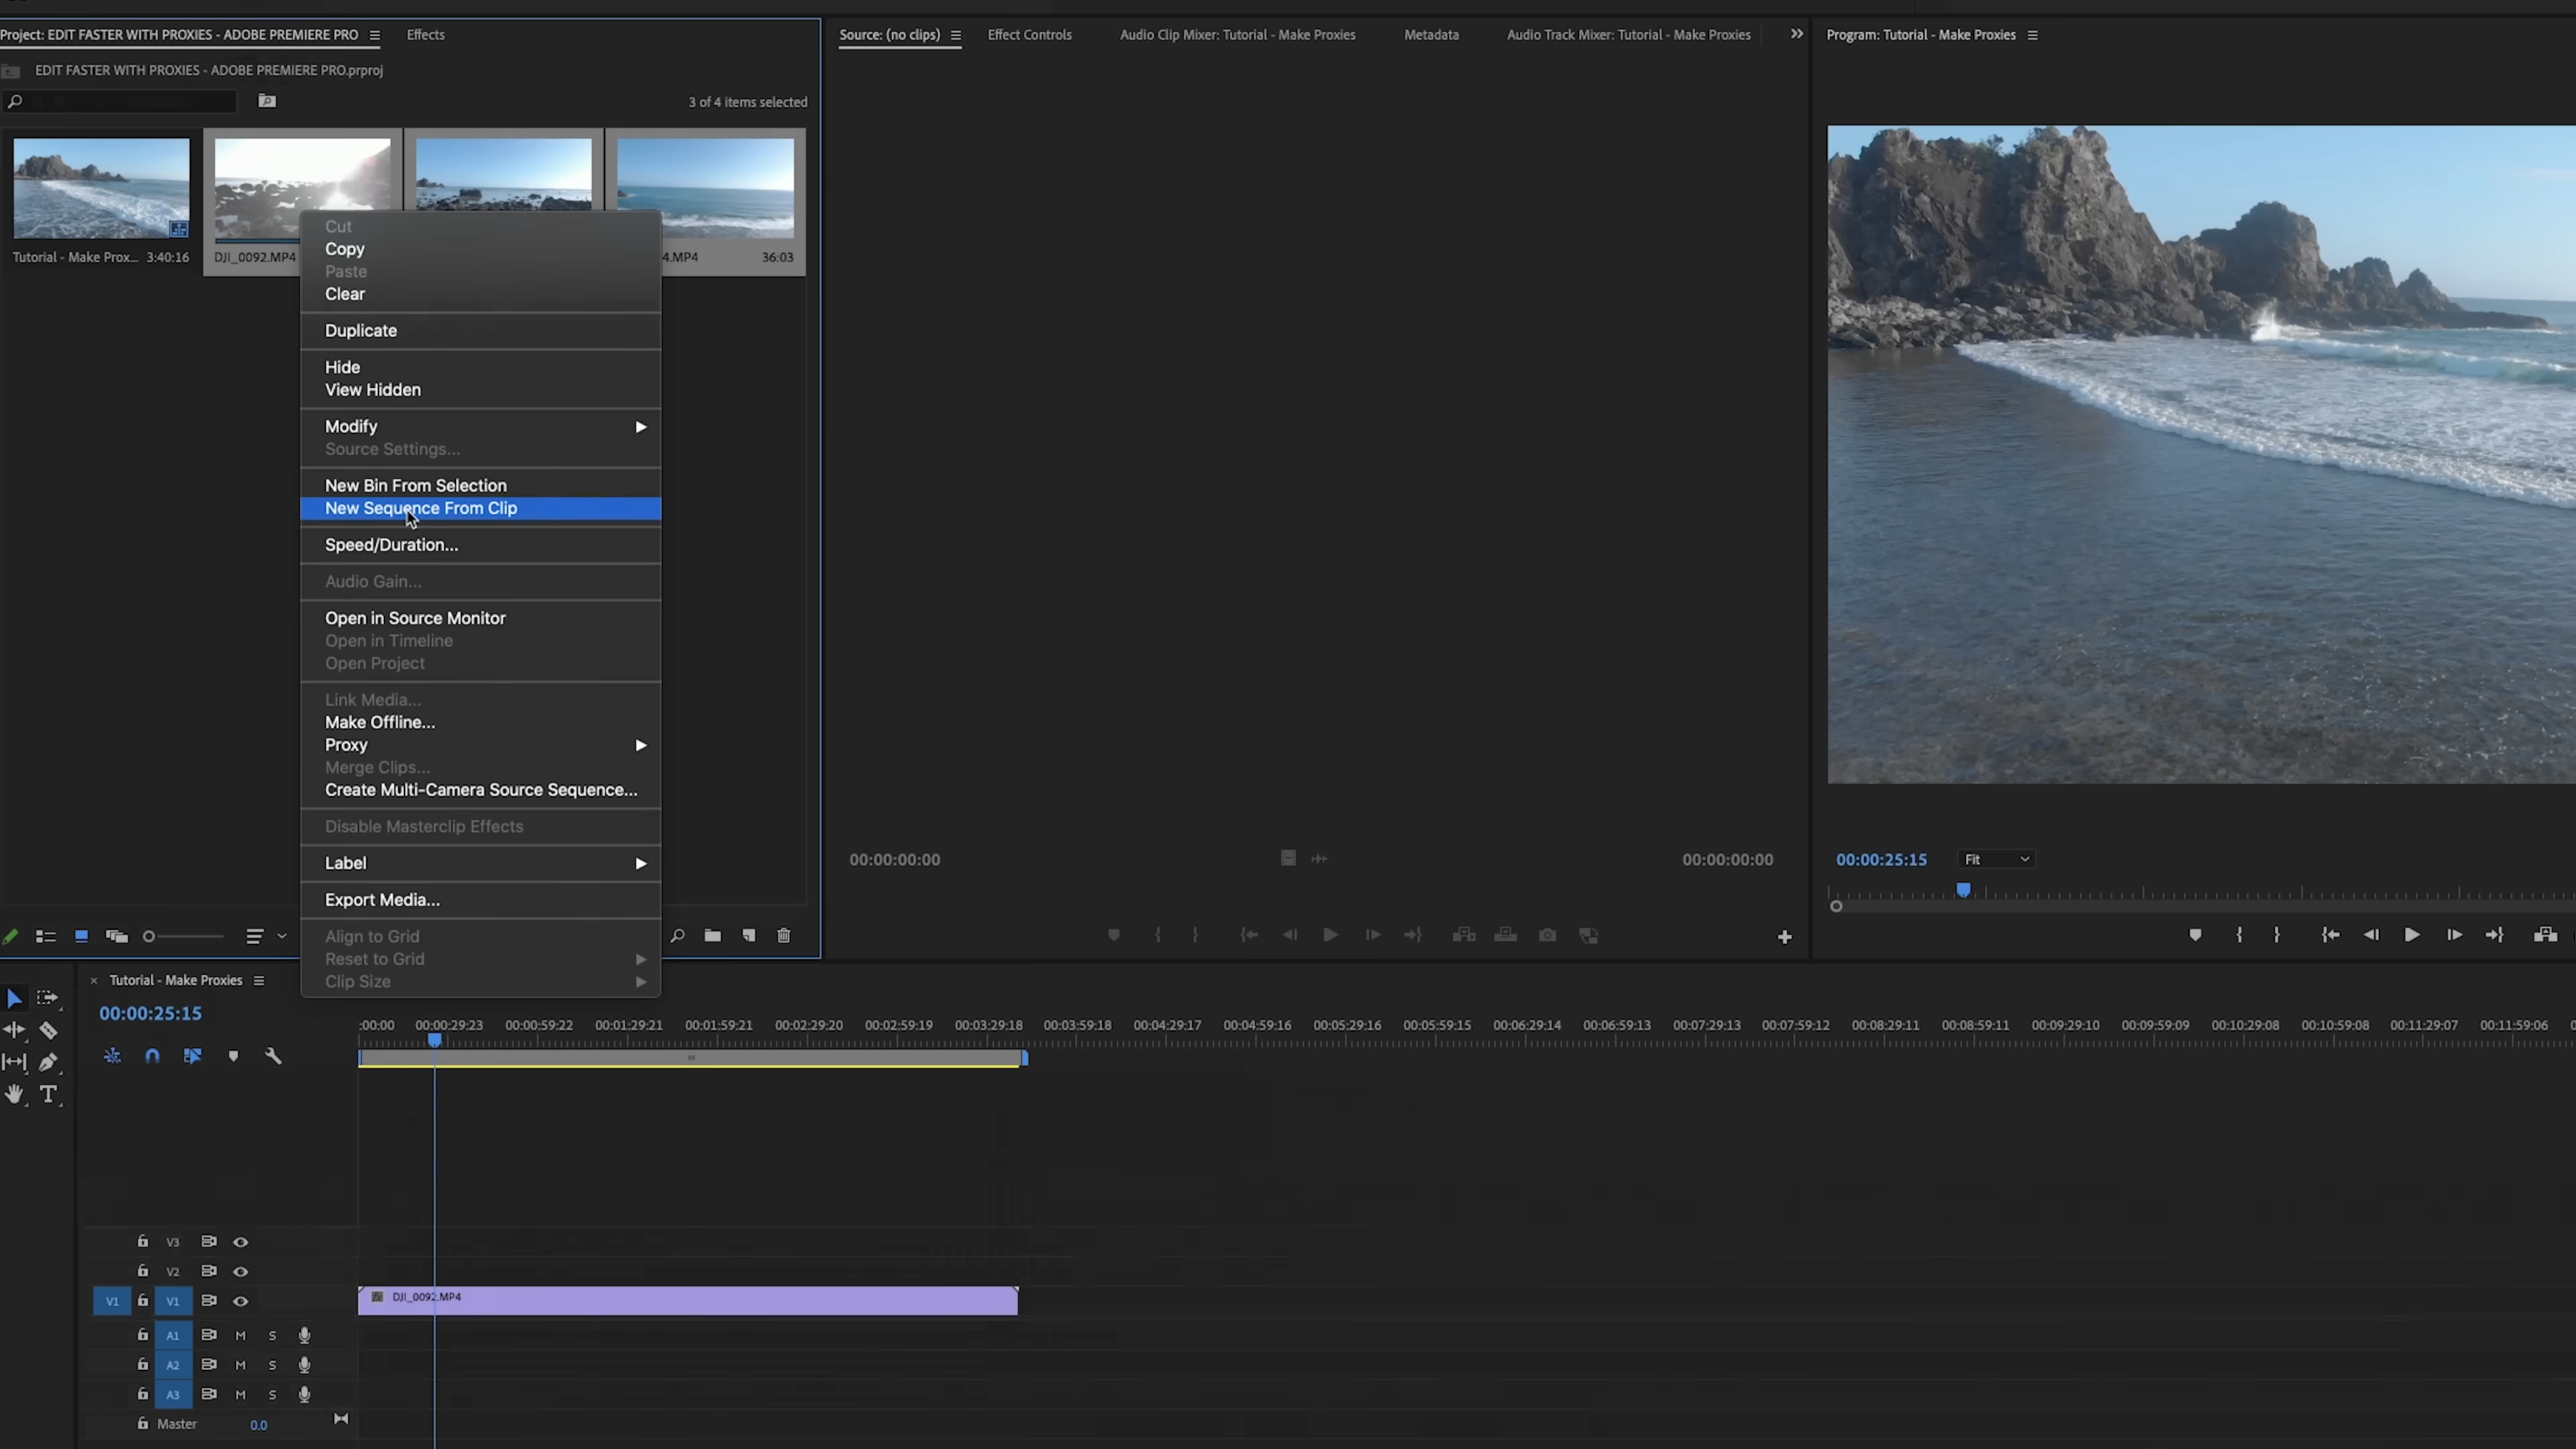 Project: EDIT FASTER WITH PROXIES - ADOBE PREMIERE PRO
Effects
EDIT FASTER WITH PROXIES - ADOBE PREMIERE PRO.prproj
3 of 4 items selected
Tutorial - Make Prox... 3:40:16
DJI_0092.MP4
4.MP4 36:03
Cut
Copy
Paste
Clear
Duplicate
Hide
View Hidden
Modify
Source Settings...
New Bin From Selection
New Sequence From Clip
Speed/Duration...
Audio Gain...
Open in Source Monitor
Open in Timeline
Open Project
Link Media...
Make Offline...
Proxy
Merge Clips...
Create Multi-Camera Source Sequence...
Disable Masterclip Effects
Label
Export Media...
Align to Grid
Reset to Grid
Clip Size
Source: (no clips)
Effect Controls
Audio Clip Mixer: Tutorial - Make Proxies
Metadata
Audio Track Mixer: Tutorial - Make Proxies
00:00:00:00
00:00:00:00
Program: Tutorial - Make Proxies
00:00:25:15
Fit
Tutorial - Make Proxies
00:00:25:15
:00:00 00:00:29:23 00:00:59:22 00:01:29:21 00:01:59:21 00:02:29:20 00:02:59:19 00:03:29:18 00:03:59:18 00:04:29:17 00:04:59:16 00:05:29:16 00:05:59:15 00:06:29:14 00:06:59:13 00:07:29:13 00:07:59:12 00:08:29:11 00:08:59:11 00:09:29:10 00:09:59:09 00:10:29:08 00:10:59:08 00:11:29:07 00:11:59:06
T
V3
V2
V1 V1
DJI_0092.MP4
A1 M S
A2 M S
A3 M S
Master 0.0